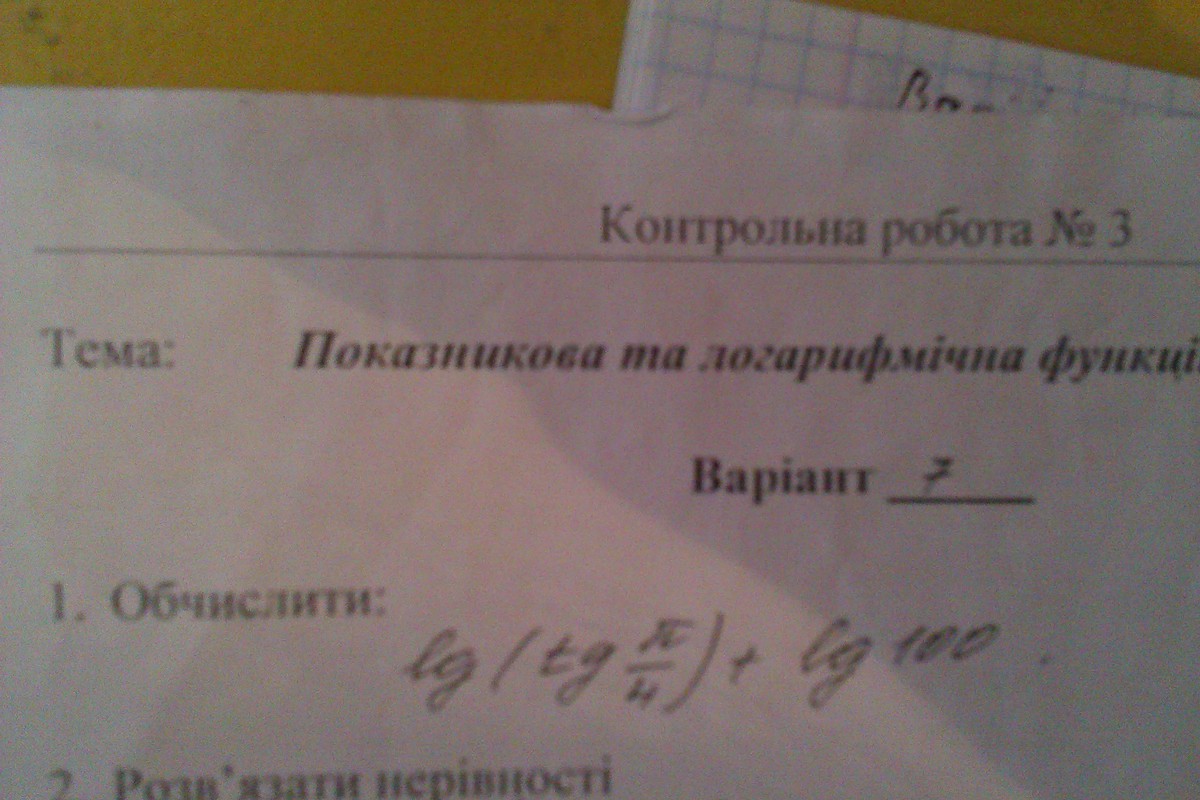 Контрольна робота № 3
Тема: Показникова та логарифмічна функції
Варіант 7
1. Обчислити:
lg (tg π/4) + lg 100 .
2. Розв'язати нерівності